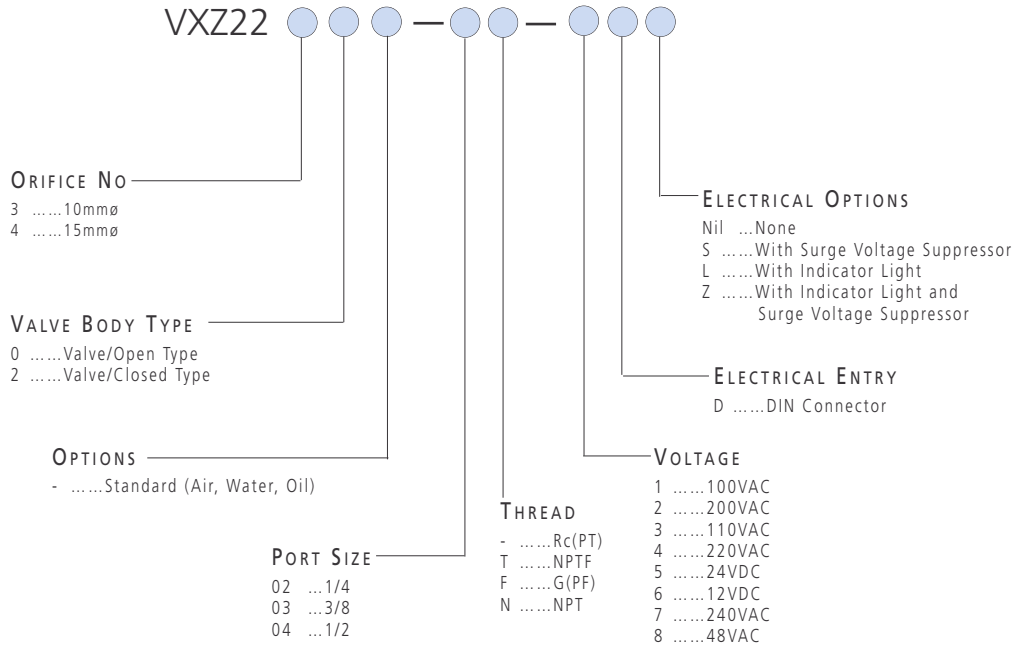 VXZ22 — —
ORIFICE NO
3 ......10mmø
4 ......15mmø
VALVE BODY TYPE
0 ......Valve/Open Type
2 ......Valve/Closed Type
OPTIONS
- ......Standard (Air, Water, Oil)
PORT SIZE
02 ...1/4
03 ...3/8
04 ...1/2
THREAD
- ......Rc(PT)
T ......NPTF
F ......G(PF)
N ......NPT
VOLTAGE
1 ......100VAC
2 ......200VAC
3 ......110VAC
4 ......220VAC
5 ......24VDC
6 ......12VDC
7 ......240VAC
8 ......48VAC
ELECTRICAL ENTRY
D ......DIN Connector
ELECTRICAL OPTIONS
Nil ...None
S ......With Surge Voltage Suppressor
L ......With Indicator Light
Z ......With Indicator Light and
Surge Voltage Suppressor